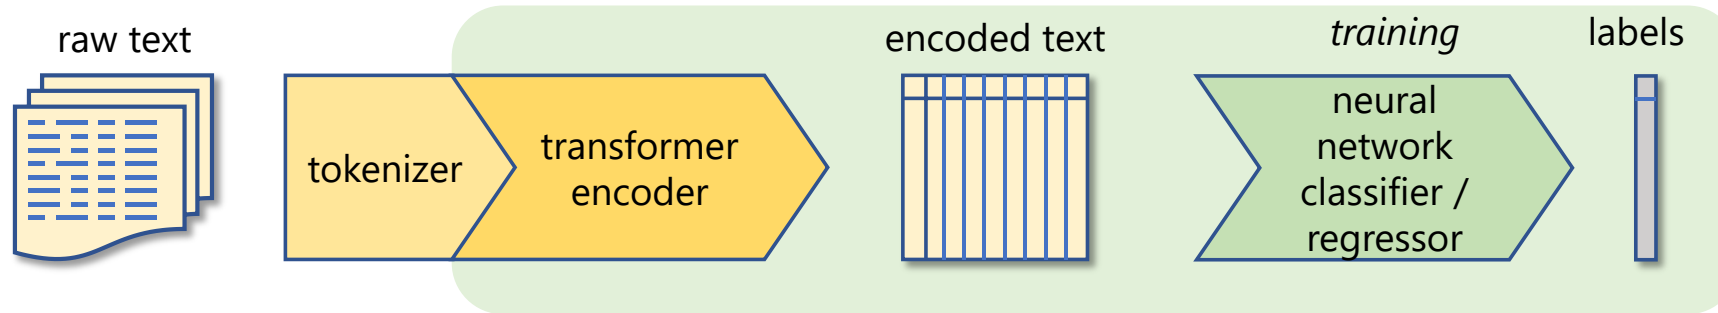 raw text
tokenizer
transformer
encoder
encoded text
training
neural
network
classifier /
regressor
labels